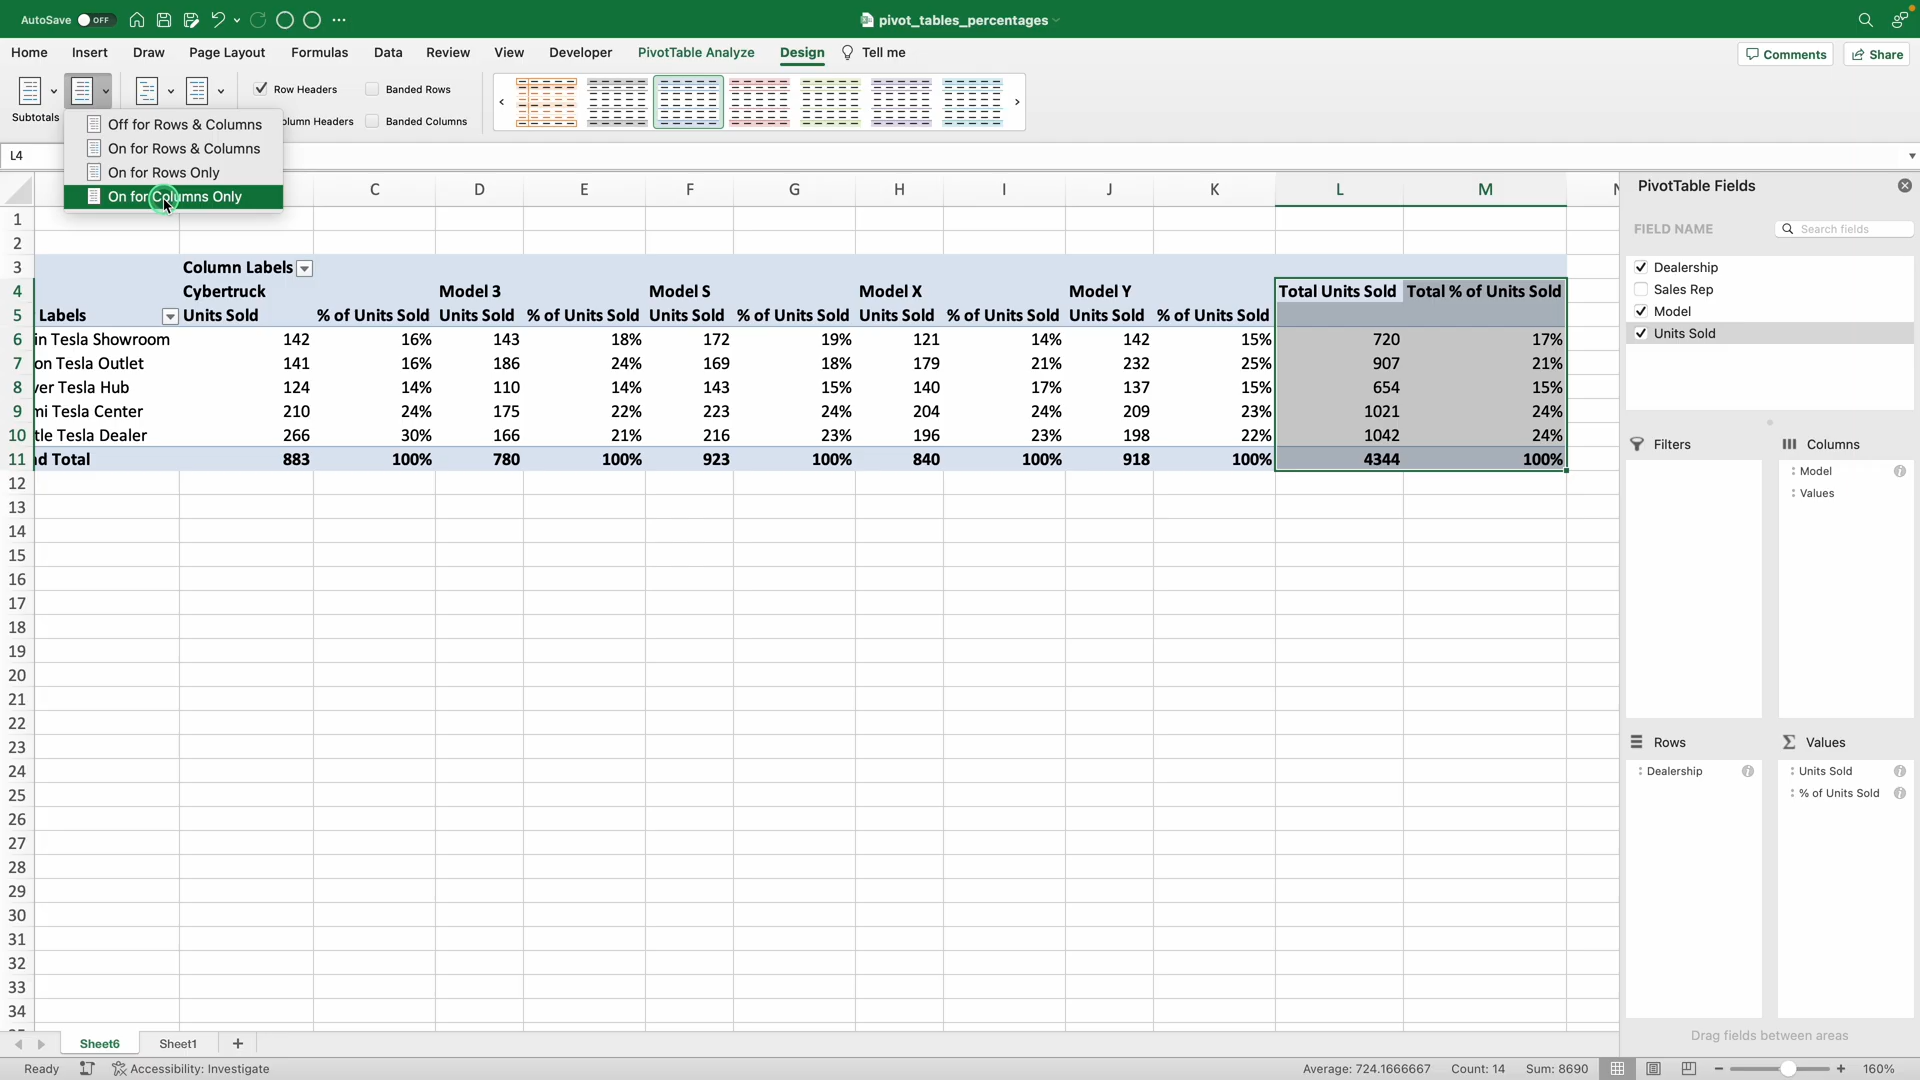 AutoSave OFF pivot_tables_percentages
Home Insert Draw Page Layout Formulas Data Review View Developer PivotTable Analyze Design Tell me Comments Share
Row Headers Banded Rows
Subtotals olumn Headers Banded Columns
Off for Rows & Columns
On for Rows & Columns
On for Rows Only
On for Columns Only
L4
C D E F G H I J K L M
1
2
3 Column Labels
4 Cybertruck Model 3 Model S Model X Model Y Total Units Sold Total % of Units Sold
5 Labels Units Sold % of Units Sold Units Sold % of Units Sold Units Sold % of Units Sold Units Sold % of Units Sold Units Sold % of Units Sold
6 in Tesla Showroom 142 16% 143 18% 172 19% 121 14% 142 15% 720 17%
7 on Tesla Outlet 141 16% 186 24% 169 18% 179 21% 232 25% 907 21%
8 ver Tesla Hub 124 14% 110 14% 143 15% 140 17% 137 15% 654 15%
9 mi Tesla Center 210 24% 175 22% 223 24% 204 24% 209 23% 1021 24%
10 tle Tesla Dealer 266 30% 166 21% 216 23% 196 23% 198 22% 1042 24%
11 nd Total 883 100% 780 100% 923 100% 840 100% 918 100% 4344 100%
12
13
14
15
16
17
18
19
20
21
22
23
24
25
26
27
28
29
30
31
32
33
34
PivotTable Fields
FIELD NAME Search fields
Dealership
Sales Rep
Model
Units Sold
Filters Columns
Model
Values
Rows Values
Dealership Units Sold
% of Units Sold
Drag fields between areas
Sheet6 Sheet1
Ready Accessibility: Investigate Average: 724.1666667 Count: 14 Sum: 8690 160%